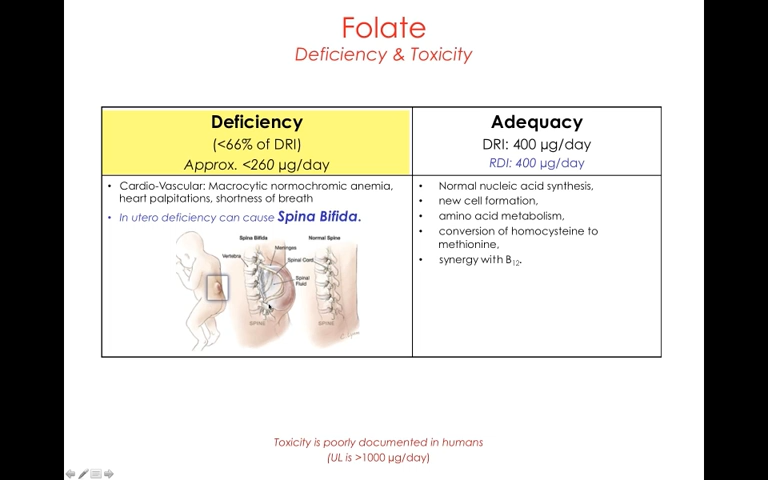 Folate
Deficiency & Toxicity
Deficiency
(<66% of DRI)
Approx. <260 µg/day
Adequacy
DRI: 400 µg/day
RDI: 400 µg/day
• Cardio-Vascular: Macrocytic normochromic anemia,
heart palpitations, shortness of breath
• In utero deficiency can cause Spina Bifida.
Spina Bifida
Normal Spine
Meninges
Vertebra
Spinal Cord
Spinal
Fluid
SPINE
SPINE
• Normal nucleic acid synthesis,
• new cell formation,
• amino acid metabolism,
• conversion of homocysteine to
methionine,
• synergy with B12.
Toxicity is poorly documented in humans
(UL is >1000 µg/day)